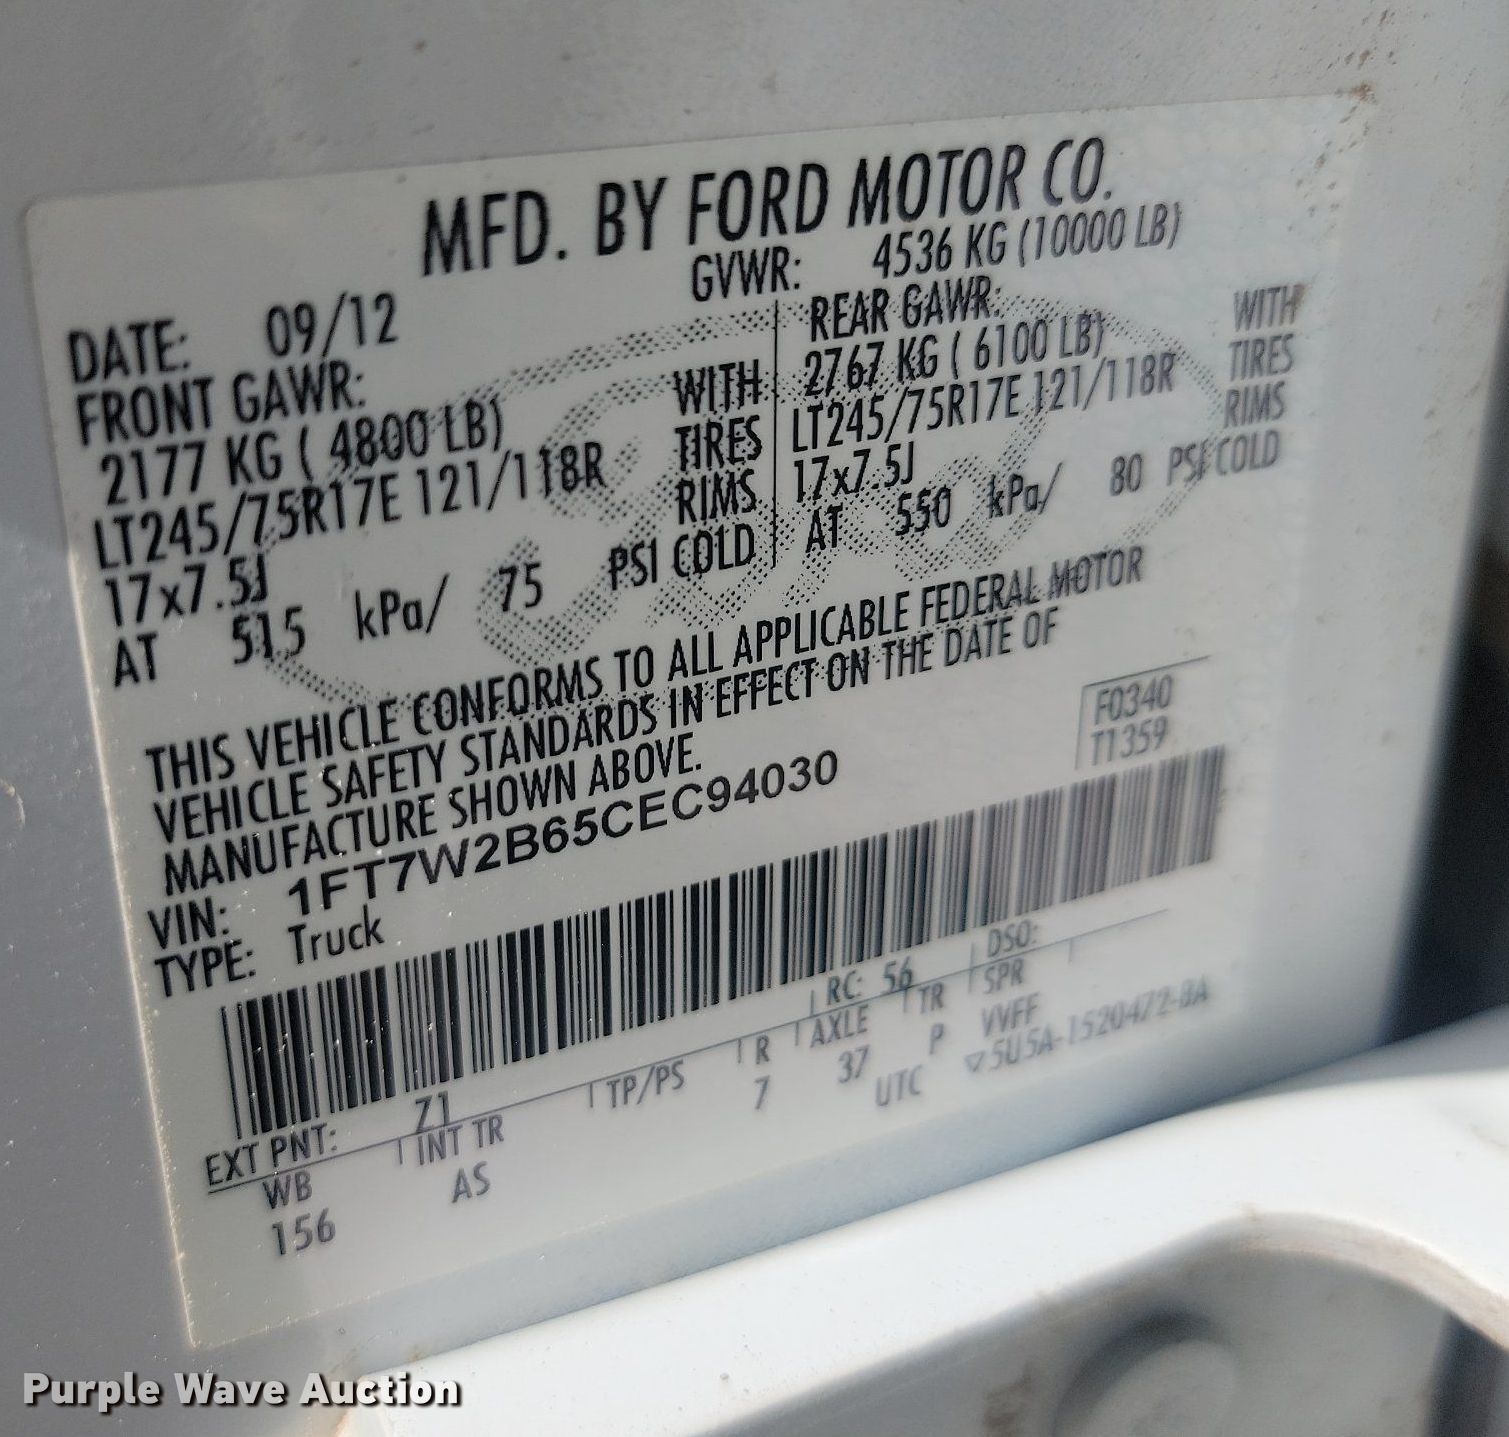 MFD. BY FORD MOTOR CO.
DATE: 09/12
GVWR: 4536 KG (10000 LB)
FRONT GAWR:
2177 KG ( 4800 LB) WITH
LT245/75R17E 121/118R TIRES
17x7.5J RIMS
AT 515 kPa/ 75 PSI COLD
REAR GAWR: WITH
2767 KG ( 6100 LB) TIRES
LT245/75R17E 121/118R RIMS
17x7.5J
AT 550 kPa/ 80 PSI COLD
THIS VEHICLE CONFORMS TO ALL APPLICABLE FEDERAL MOTOR
VEHICLE SAFETY STANDARDS IN EFFECT ON THE DATE OF
MANUFACTURE SHOWN ABOVE.
F0340
T1359
VIN: 1FT7W2B65CEC94030
TYPE: Truck
EXT PNT: Z1 RC: 56 DSO:
WB INT TR TP/PS R AXLE TR SPR
156 AS 7 37 P VVFF
UTC ▽5U5A-1520472-BA
Purple Wave Auction